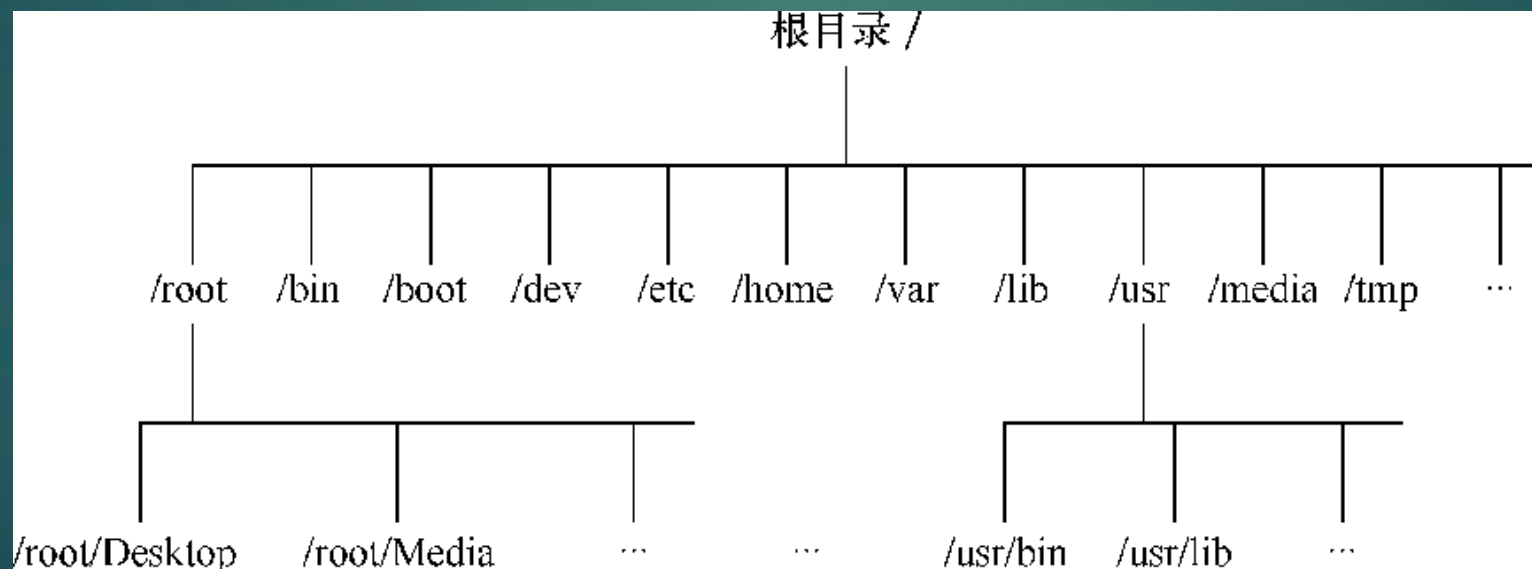 根目录 /
/root /bin /boot /dev /etc /home /var /lib /usr /media /tmp ...
/root/Desktop /root/Media ... ... /usr/bin /usr/lib ...